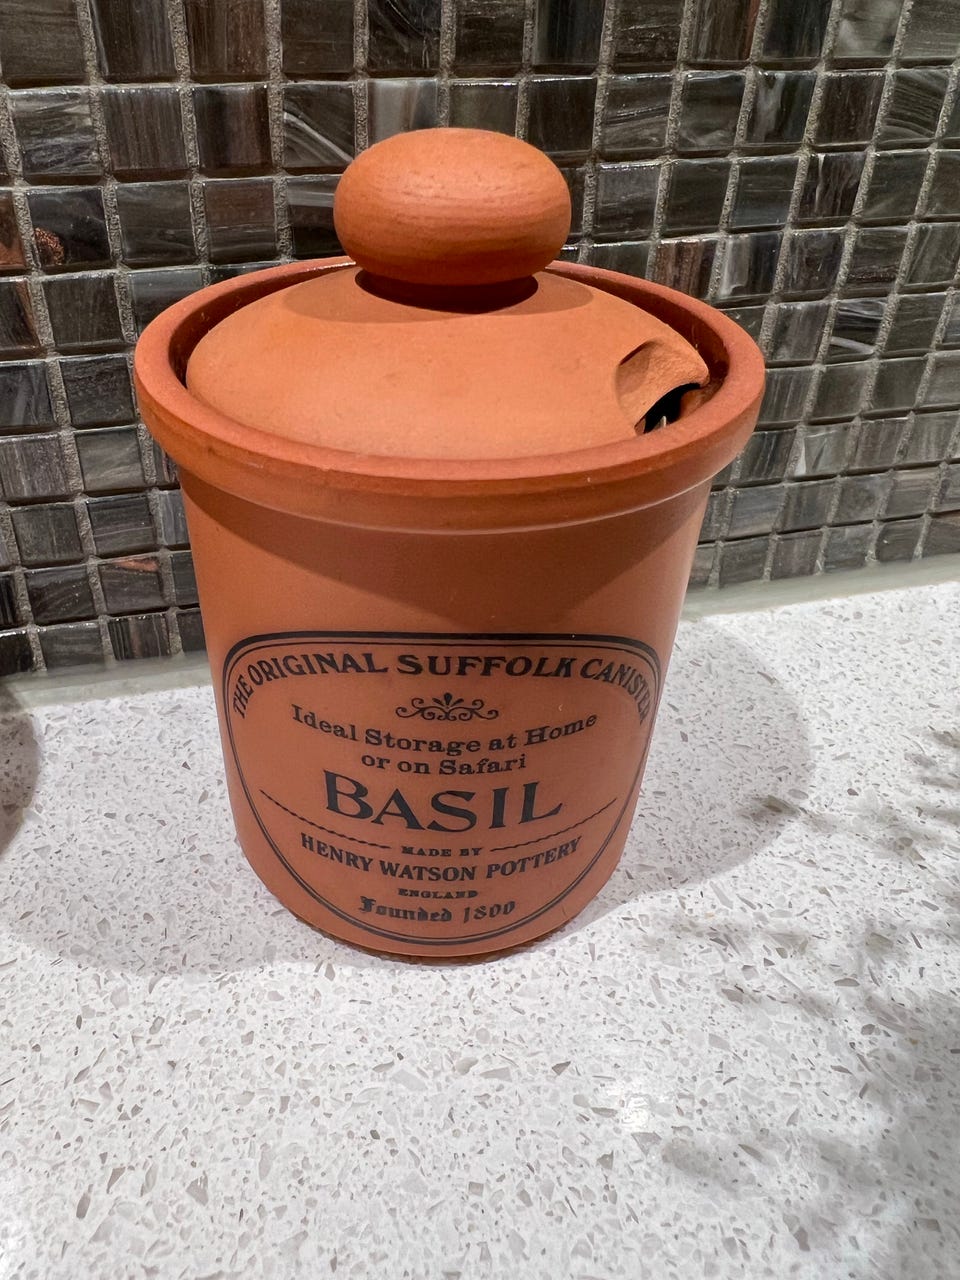 THE ORIGINAL SUFFOLK CANISTER
Ideal Storage at Home
or on Safari
BASIL
MADE BY
HENRY WATSON POTTERY
ENGLAND
Founded 1800